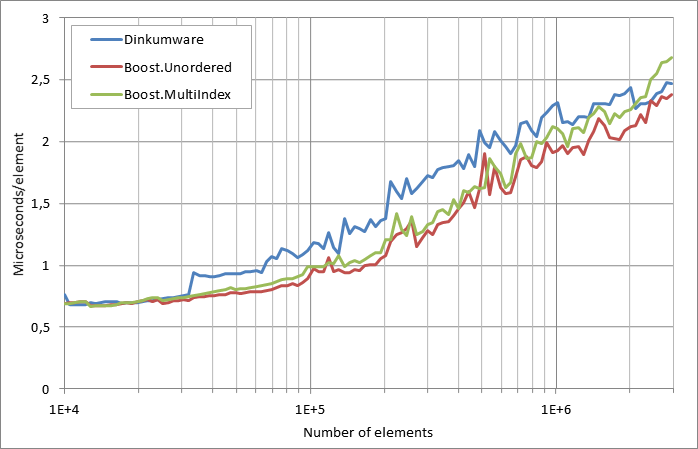 3
2,5
2
1,5
1
0,5
0
Microseconds/element
Dinkumware
Boost.Unordered
Boost.MultiIndex
1E+4
1E+5
1E+6
Number of elements